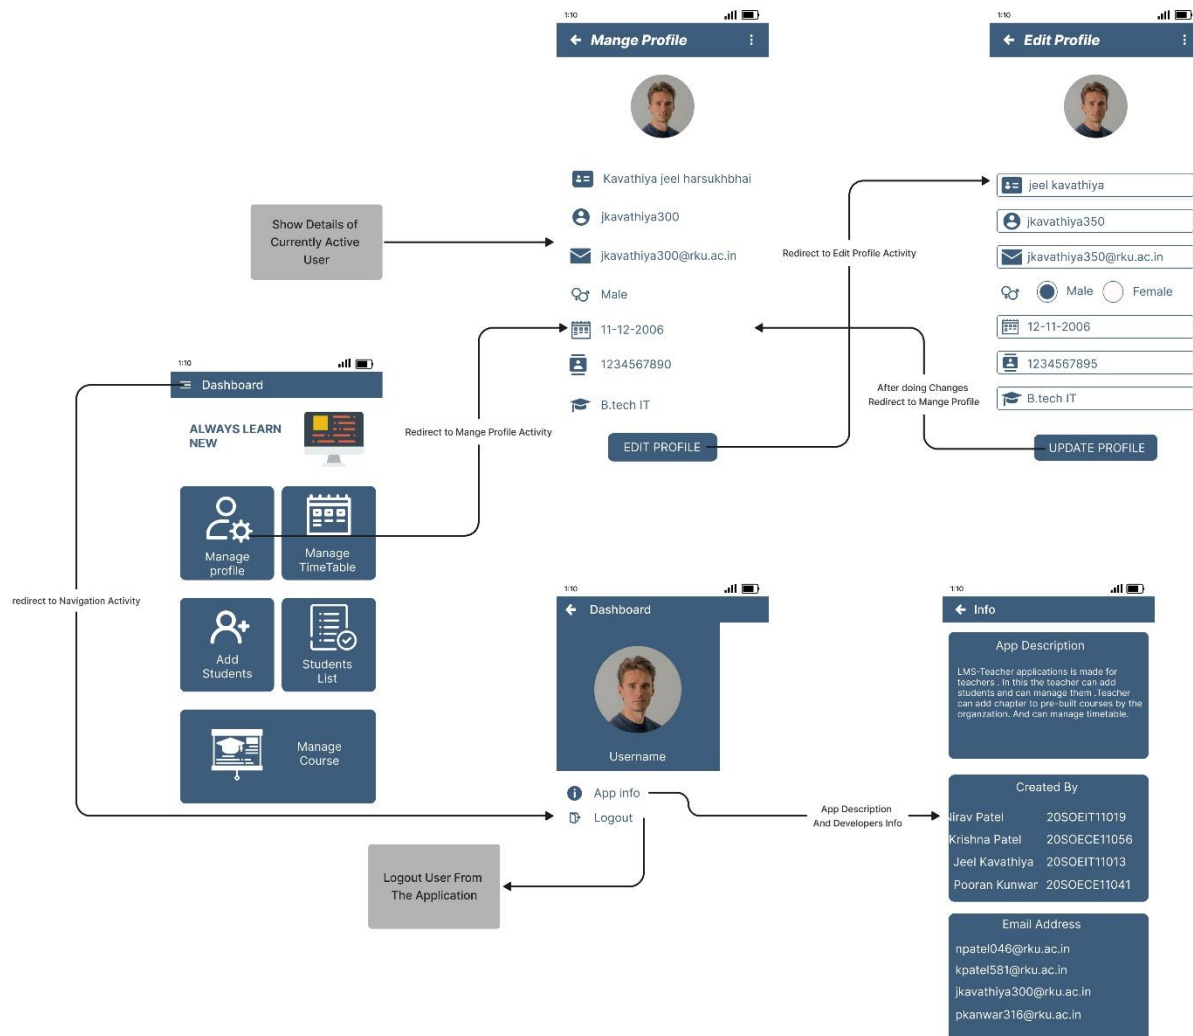 1:10
Mange Profile
Kavathiya jeel harsukhbhai
jkavathiya300
jkavathiya300@rku.ac.in
Male
11-12-2006
1234567890
B.tech IT
EDIT PROFILE
1:10
Edit Profile
jeel kavathiya
jkavathiya350
jkavathiya350@rku.ac.in
Male Female
12-11-2006
1234567895
B.tech IT
UPDATE PROFILE
Show Details of
Currently Active
User
Redirect to Edit Profile Activity
After doing Changes
Redirect to Mange Profile
Redirect to Mange Profile Activity
1:10
Dashboard
ALWAYS LEARN
NEW
Manage
profile
Manage
TimeTable
Add
Students
Students
List
Manage
Course
redirect to Navigation Activity
1:10
Dashboard
Username
App info
Logout
Logout User From
The Application
App Description
And Developers Info
1:10
Info
App Description
LMS-Teacher applications is made for
teachers . In this the teacher can add
students and can manage them .Teacher
can add chapter to pre-built courses by the
organzation. And can manage timetable.
Created By
Nirav Patel 20SOEIT11019
Krishna Patel 20SOECE11056
Jeel Kavathiya 20SOEIT11013
Pooran Kunwar 20SOECE11041
Email Address
npatel046@rku.ac.in
kpatel581@rku.ac.in
jkavathiya300@rku.ac.in
pkanwar316@rku.ac.in